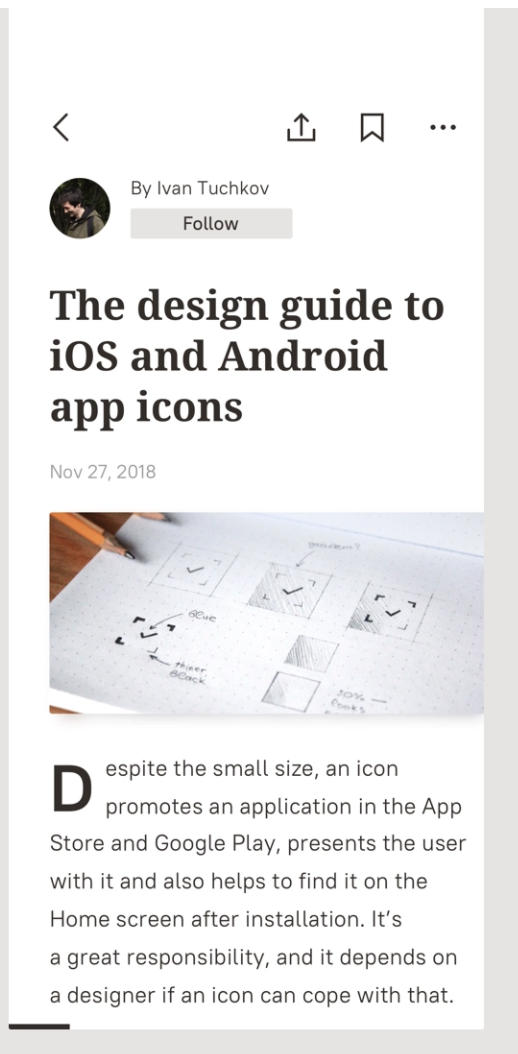 By Ivan Tuchkov
Follow
The design guide to
iOS and Android
app icons
Nov 27, 2018
gradient?
Blue
thiner
Black
30%
looks
Despite the small size, an icon
promotes an application in the App
Store and Google Play, presents the user
with it and also helps to find it on the
Home screen after installation. It’s
a great responsibility, and it depends on
a designer if an icon can cope with that.